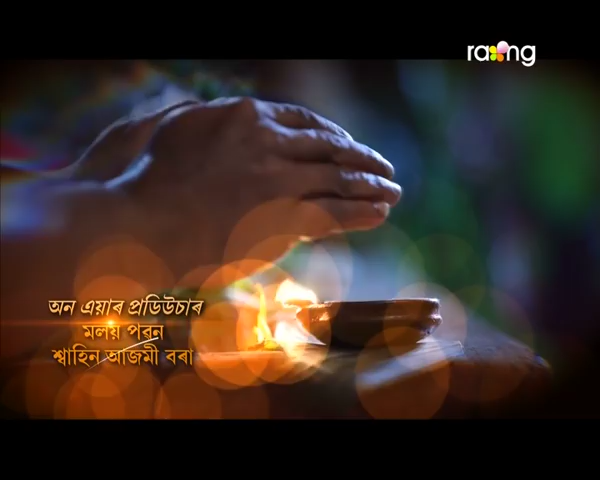 rang
অন এয়াৰ প্ৰডিউচাৰ
মলয় পৱন
শ্বাহিন আজমী বৰা